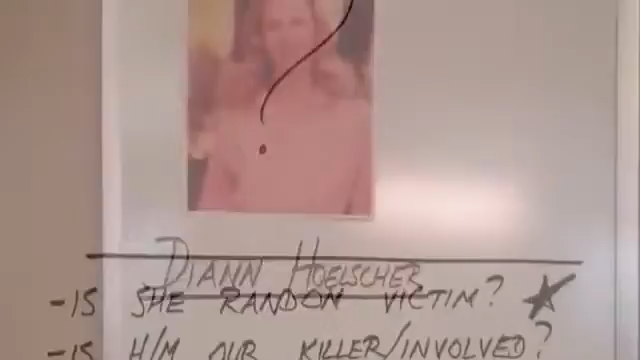 DIANN HOELSCHER
-IS SHE RANDOM VICTIM?
-IS H/M OUR KILLER/INVOLVED?